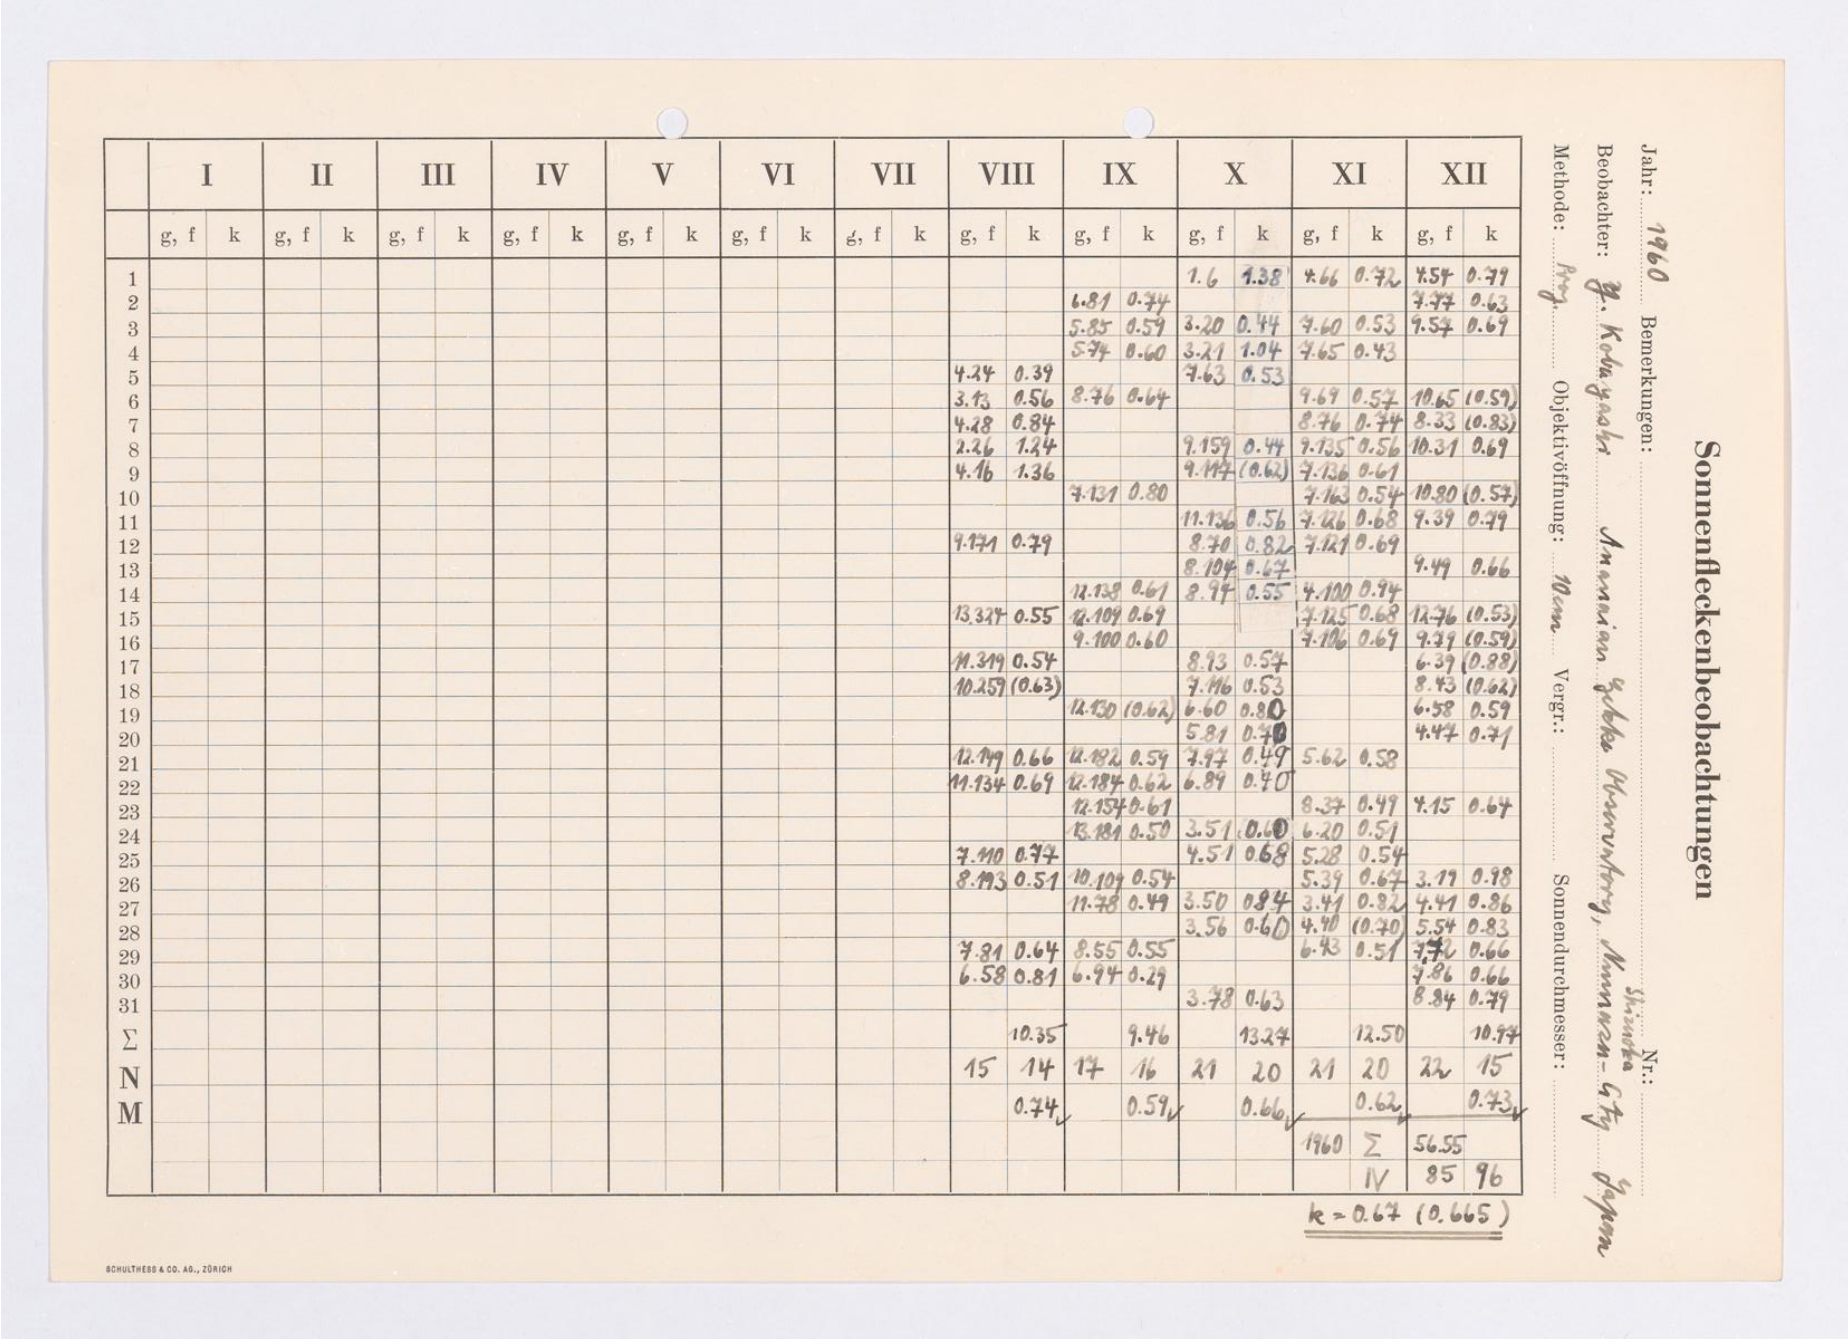 Sonnenfleckenbeobachtungen
Jahr: 1960 Bemerkungen: Nr.:
Beobachter: Y. Kobayashi Observatory, Numazu-City Shizuoka Japan
Methode: Proj. Objektivöffnung: 10cm Vergr.: Sonnendurchmesser:
I II III IV V VI VII VIII IX X XI XII
g, f k g, f k g, f k g, f k g, f k g, f k g, f k g, f k g, f k g, f k g, f k g, f k
1 1.6 1.38 4.66 0.72 4.54 0.79
2 6.81 0.74 7.77 0.63
3 5.85 0.59 3.20 0.44 7.60 0.53 9.57 0.69
4 5.74 0.60 3.21 1.04 7.65 0.43
5 4.24 0.39 7.63 0.53
6 3.13 0.56 8.76 0.64 9.69 0.57 10.65 (0.59)
7 4.28 0.84 8.76 0.74 8.33 (0.83)
8 2.26 1.24 9.159 0.44 9.135 0.56 10.31 0.69
9 4.16 1.36 9.117 (0.62) 7.136 0.61
10 7.131 0.80 7.163 0.54 10.80 (0.57)
11 11.136 0.56 7.126 0.68 9.39 0.79
12 9.171 0.79 8.70 0.82 7.121 0.69
13 8.104 0.67 9.49 0.66
14 12.138 0.61 8.94 0.55 4.100 0.94
15 13.324 0.55 12.109 0.69 7.125 0.68 12.76 (0.53)
16 9.100 0.60 7.106 0.69 9.79 (0.59)
17 11.319 0.54 8.93 0.57 6.39 (0.88)
18 10.259 (0.63) 7.116 0.53 8.43 (0.62)
19 12.130 (0.62) 6.60 0.80 6.58 0.59
20 5.81 0.70 4.47 0.71
21 12.149 0.66 12.182 0.59 7.97 0.49 5.62 0.58
22 11.134 0.69 12.184 0.62 6.89 0.40
23 12.154 0.61 8.37 0.49 4.15 0.64
24 13.181 0.50 3.51 0.60 6.20 0.51
25 7.110 0.77 4.51 0.68 5.28 0.54
26 8.193 0.51 10.109 0.54 5.39 0.67 3.19 0.98
27 11.78 0.49 3.50 0.84 3.41 0.82 4.41 0.86
28 3.56 0.60 4.40 (0.70) 5.54 0.83
29 7.81 0.64 8.55 0.55 6.43 0.51 7.72 0.66
30 6.58 0.81 6.94 0.29 7.86 0.66
31 3.78 0.63 8.84 0.79
Σ 10.35 9.46 13.27 12.50 10.97
N 15 14 17 16 21 20 21 20 22 15
M 0.74 0.59 0.66 0.62 0.73
1960 Σ 56.55
N 85 96
k = 0.67 (0.665)
SCHULTHESS & CO. AG., ZÜRICH